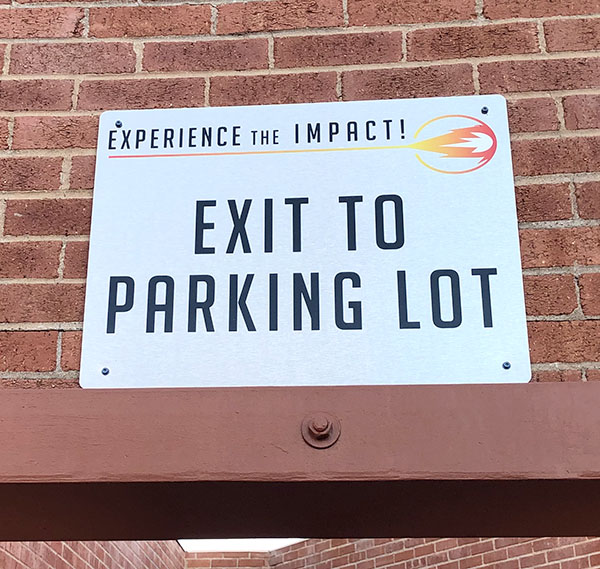 EXPERIENCE THE IMPACT!
EXIT TO
PARKING LOT